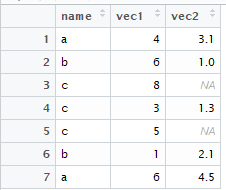 name vec1 vec2
1 a 4 3.1
2 b 6 1.0
3 c 8 NA
4 c 3 1.3
5 c 5 NA
6 b 1 2.1
7 a 6 4.5